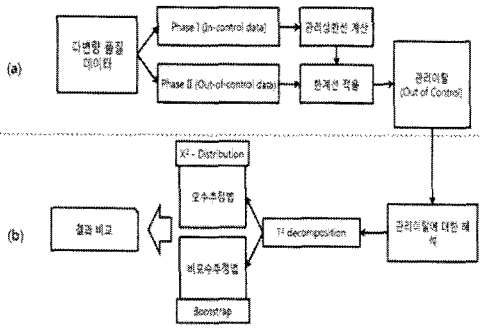 (a)
다변량 품질
데이터
Phase I (In-control data)
관리상한선 계산
Phase II (Out-of-control data)
한계선 적용
관리이탈
(Out of Control)
(b)
X² - Distribution
모수추정법
결과 비교
T² decomposition
관리이탈에 대한 해
석
비모수추정법
Bootstrap